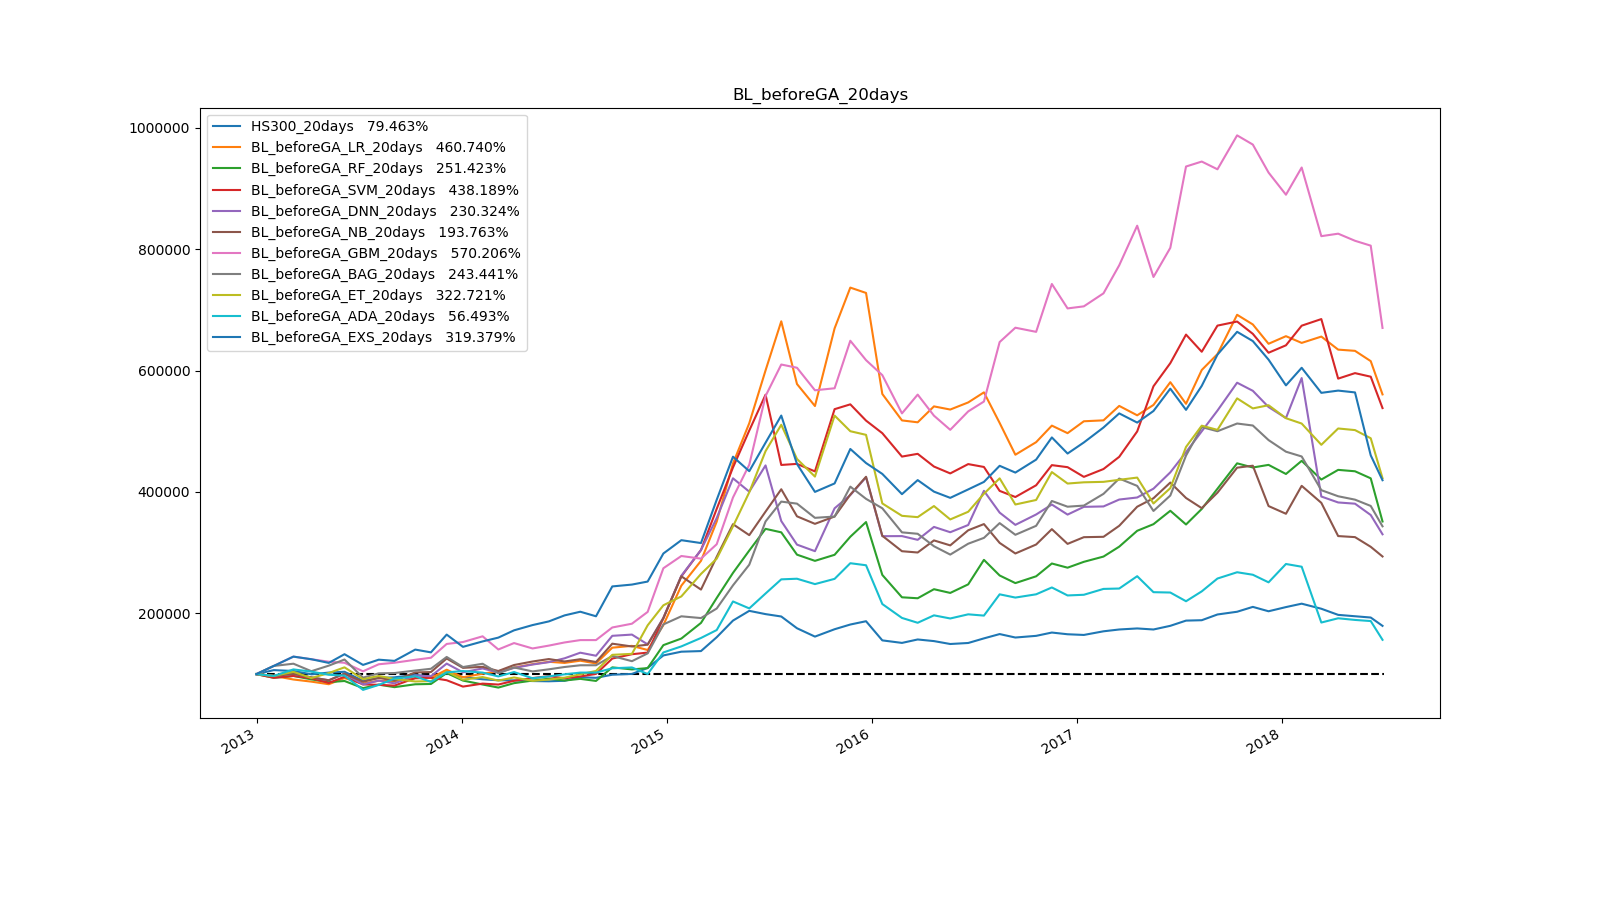 BL_beforeGA_20days
HS300_20days 79.463%
BL_beforeGA_LR_20days 460.740%
BL_beforeGA_RF_20days 251.423%
BL_beforeGA_SVM_20days 438.189%
BL_beforeGA_DNN_20days 230.324%
BL_beforeGA_NB_20days 193.763%
BL_beforeGA_GBM_20days 570.206%
BL_beforeGA_BAG_20days 243.441%
BL_beforeGA_ET_20days 322.721%
BL_beforeGA_ADA_20days 56.493%
BL_beforeGA_EXS_20days 319.379%
1000000
800000
600000
400000
200000
2013
2014
2015
2016
2017
2018